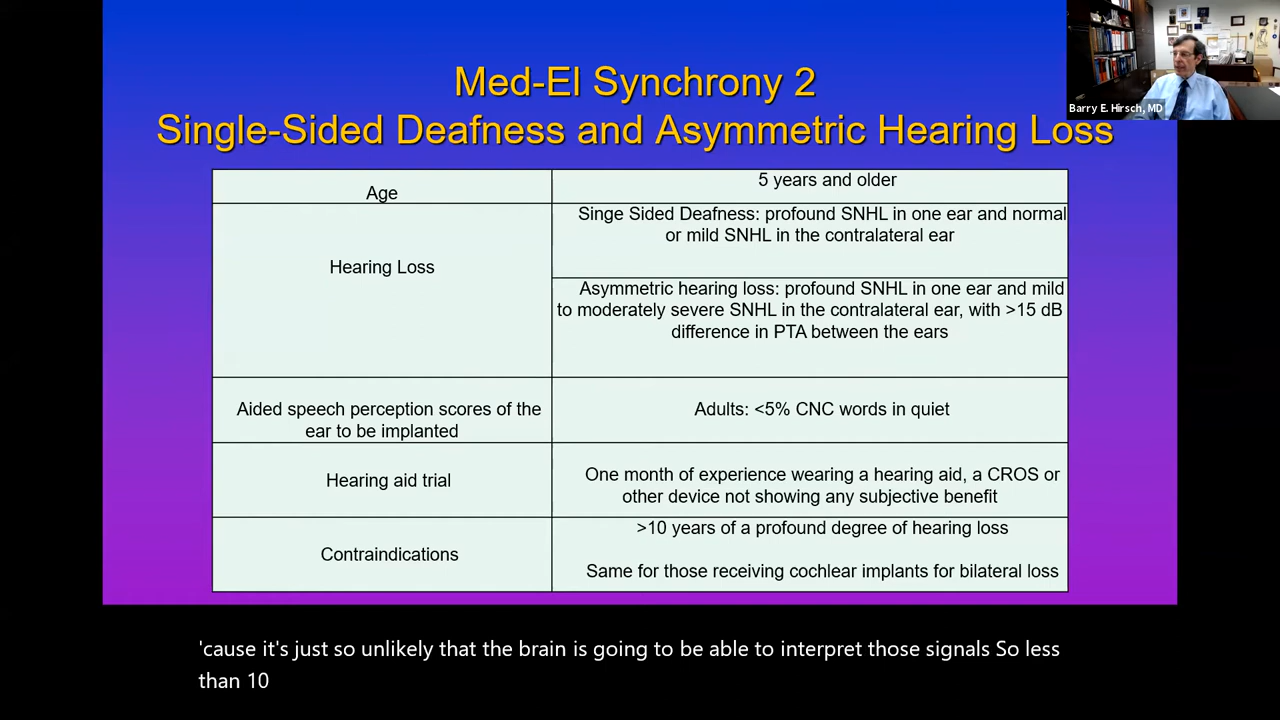 Med-El Synchrony 2
Single-Sided Deafness and Asymmetric Hearing Loss
Barry E. Hirsch, MD
Age
5 years and older
Hearing Loss
Singe Sided Deafness: profound SNHL in one ear and normal
or mild SNHL in the contralateral ear
Asymmetric hearing loss: profound SNHL in one ear and mild
to moderately severe SNHL in the contralateral ear, with >15 dB
difference in PTA between the ears
Aided speech perception scores of the
ear to be implanted
Adults: <5% CNC words in quiet
Hearing aid trial
One month of experience wearing a hearing aid, a CROS or
other device not showing any subjective benefit
Contraindications
>10 years of a profound degree of hearing loss
Same for those receiving cochlear implants for bilateral loss
'cause it's just so unlikely that the brain is going to be able to interpret those signals So less
than 10